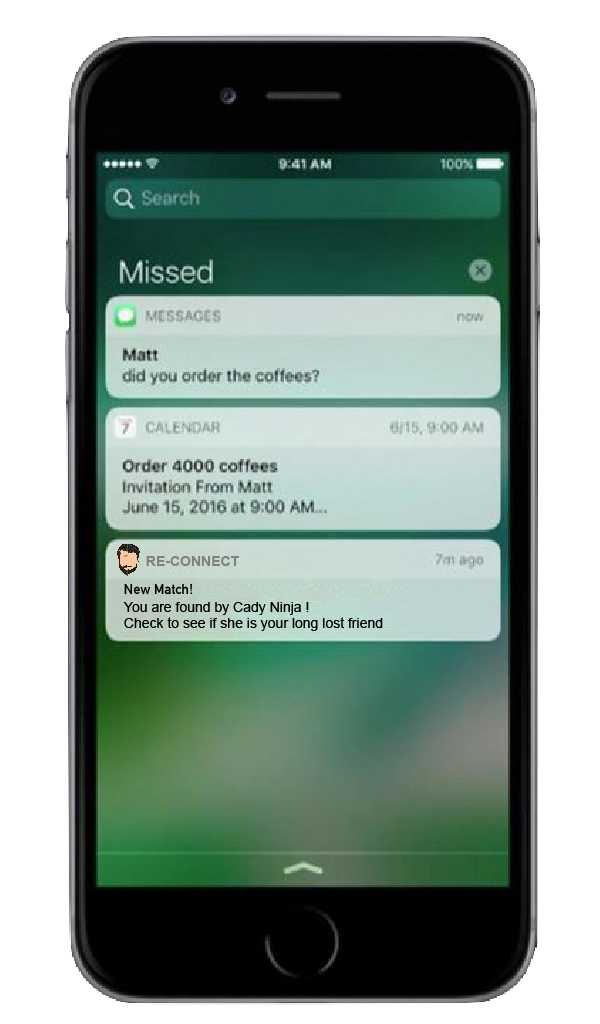 9:41 AM 100%
Search
Missed
MESSAGES now
Matt
did you order the coffees?
7 CALENDAR 6/15, 9:00 AM
Order 4000 coffees
Invitation From Matt
June 15, 2016 at 9:00 AM...
RE-CONNECT 7m ago
New Match!
You are found by Cady Ninja !
Check to see if she is your long lost friend